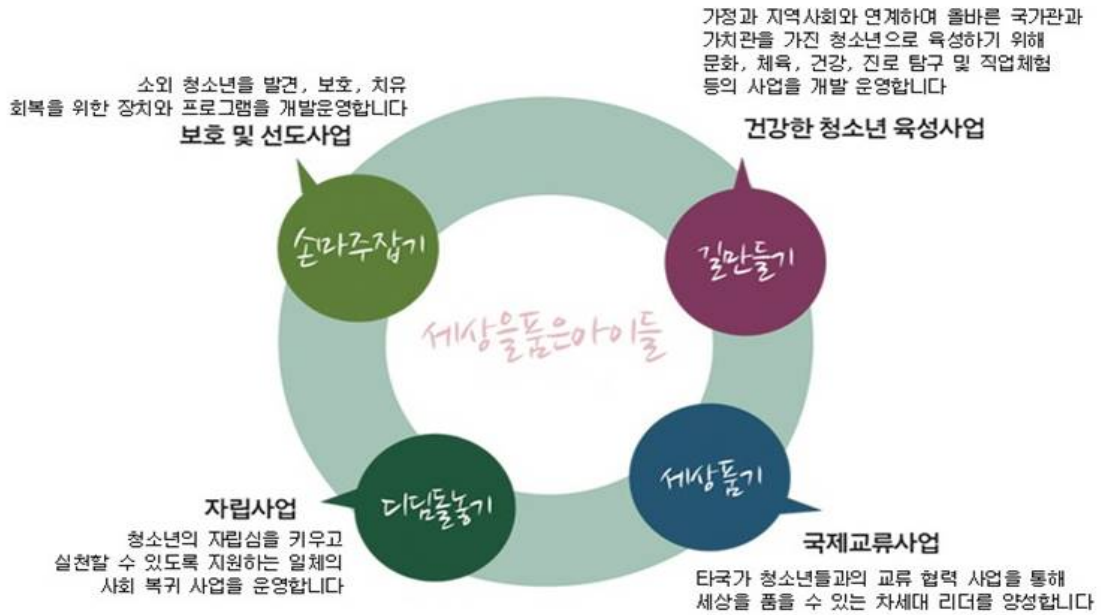 가정과 지역사회와 연계하여 올바른 국가관과
가치관을 가진 청소년으로 육성하기 위해
문화, 체육, 건강, 진로 탐구 및 직업체험
등의 사업을 개발 운영합니다
건강한 청소년 육성사업
소외 청소년을 발견, 보호, 치유
회복을 위한 장치와 프로그램을 개발운영합니다
보호 및 선도사업
손마주잡기
길만들기
세상을품은아이들
디딤돌놓기
세상품기
자립사업
청소년의 자립심을 키우고
실천할 수 있도록 지원하는 일체의
사회 복귀 사업을 운영합니다
국제교류사업
타국가 청소년들과의 교류 협력 사업을 통해
세상을 품을 수 있는 차세대 리더를 양성합니다